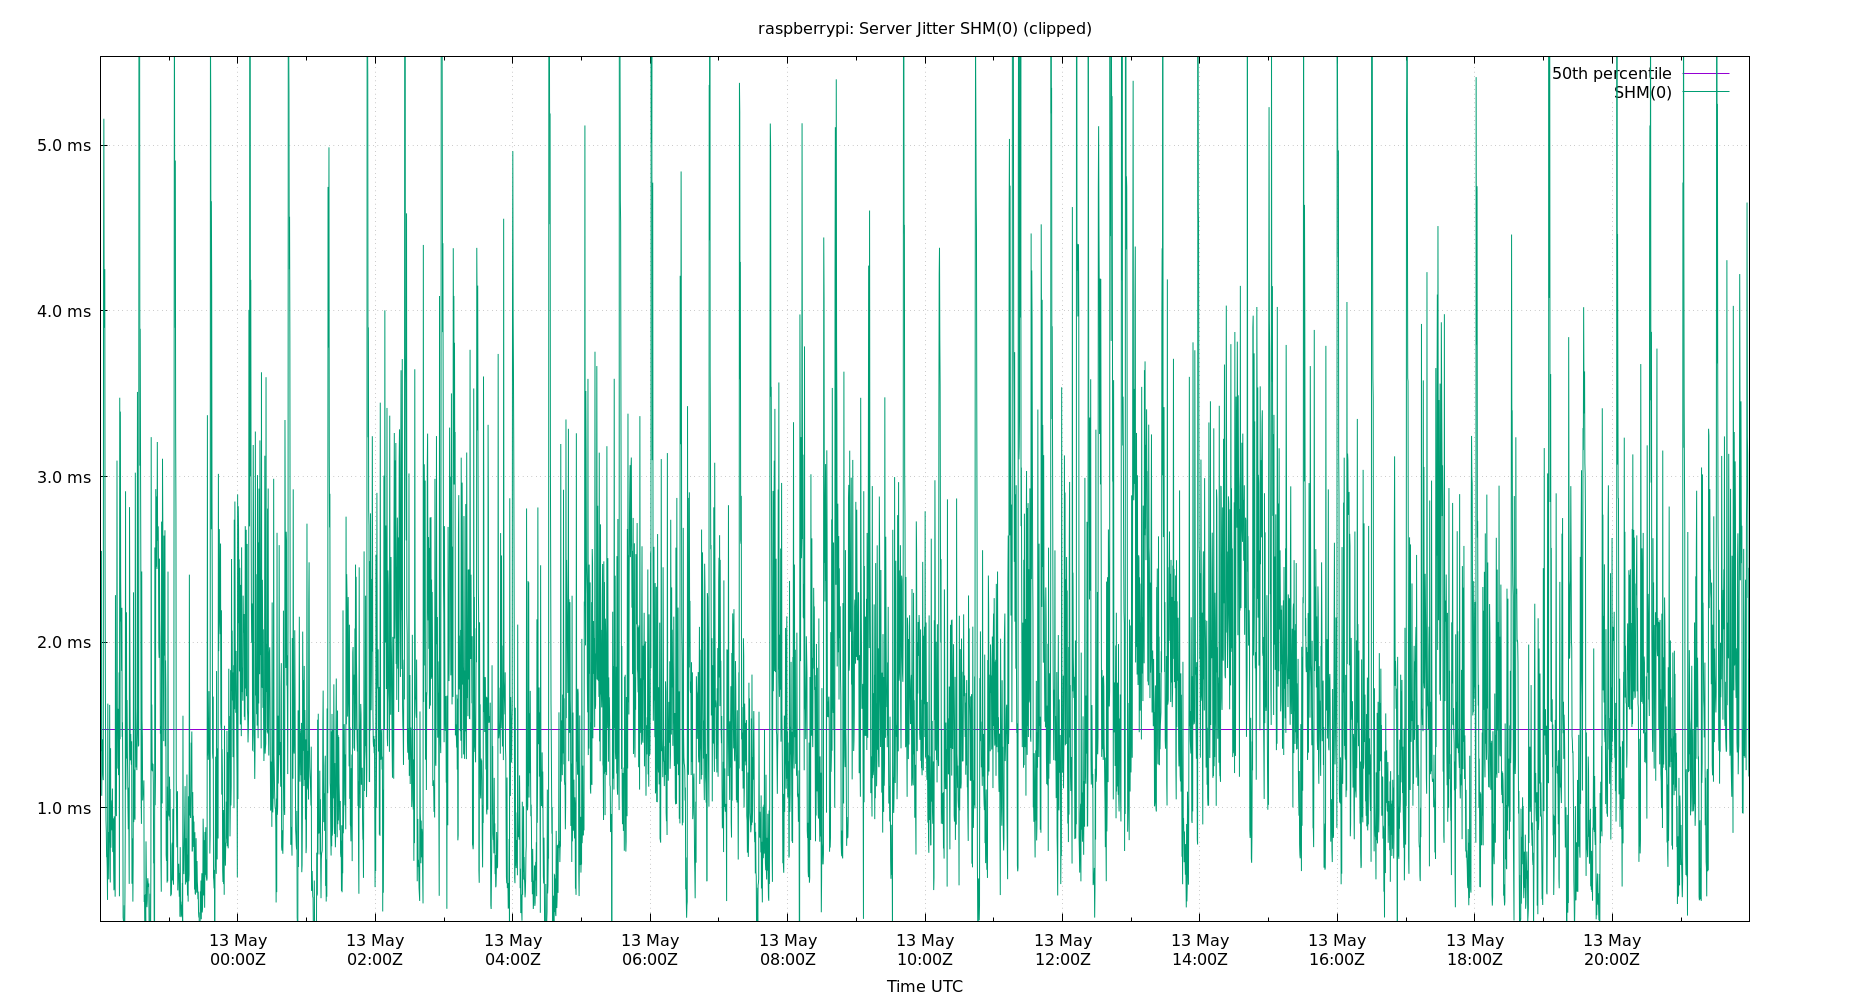 raspberrypi: Server Jitter SHM(0) (clipped)
50th percentile
SHM(0)
5.0 ms
4.0 ms
3.0 ms
2.0 ms
1.0 ms
13 May 13 May 13 May 13 May 13 May 13 May 13 May 13 May 13 May 13 May 13 May
00:00Z 02:00Z 04:00Z 06:00Z 08:00Z 10:00Z 12:00Z 14:00Z 16:00Z 18:00Z 20:00Z
Time UTC